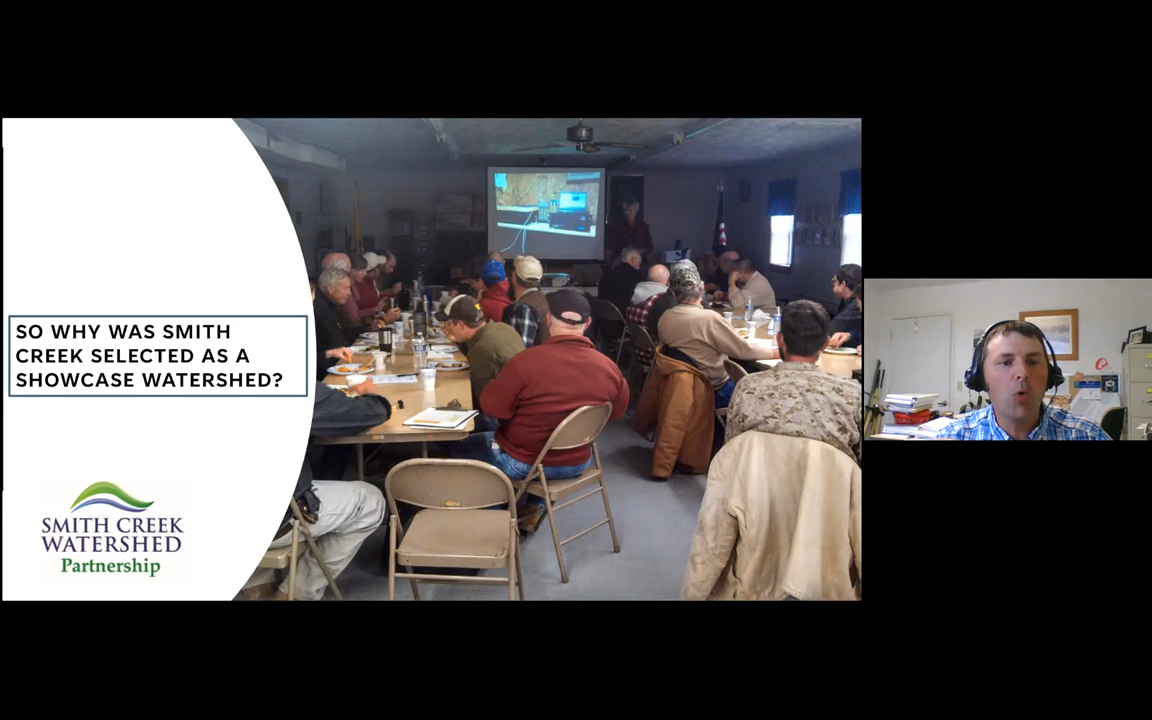 SO WHY WAS SMITH
CREEK SELECTED AS A
SHOWCASE WATERSHED?
SMITH CREEK
WATERSHED
Partnership